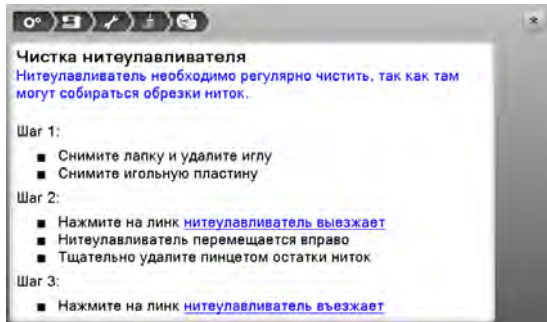 Чистка нитеулавливателя
Нитеулавливатель необходимо регулярно чистить, так как там
могут собираться обрезки ниток.
Шаг 1:
■ Снимите лапку и удалите иглу
■ Снимите игольную пластину
Шаг 2:
■ Нажмите на линк нитеулавливатель выезжает
■ Нитеулавливатель перемещается вправо
■ Тщательно удалите пинцетом остатки ниток
Шаг 3:
■ Нажмите на линк нитеулавливатель въезжает